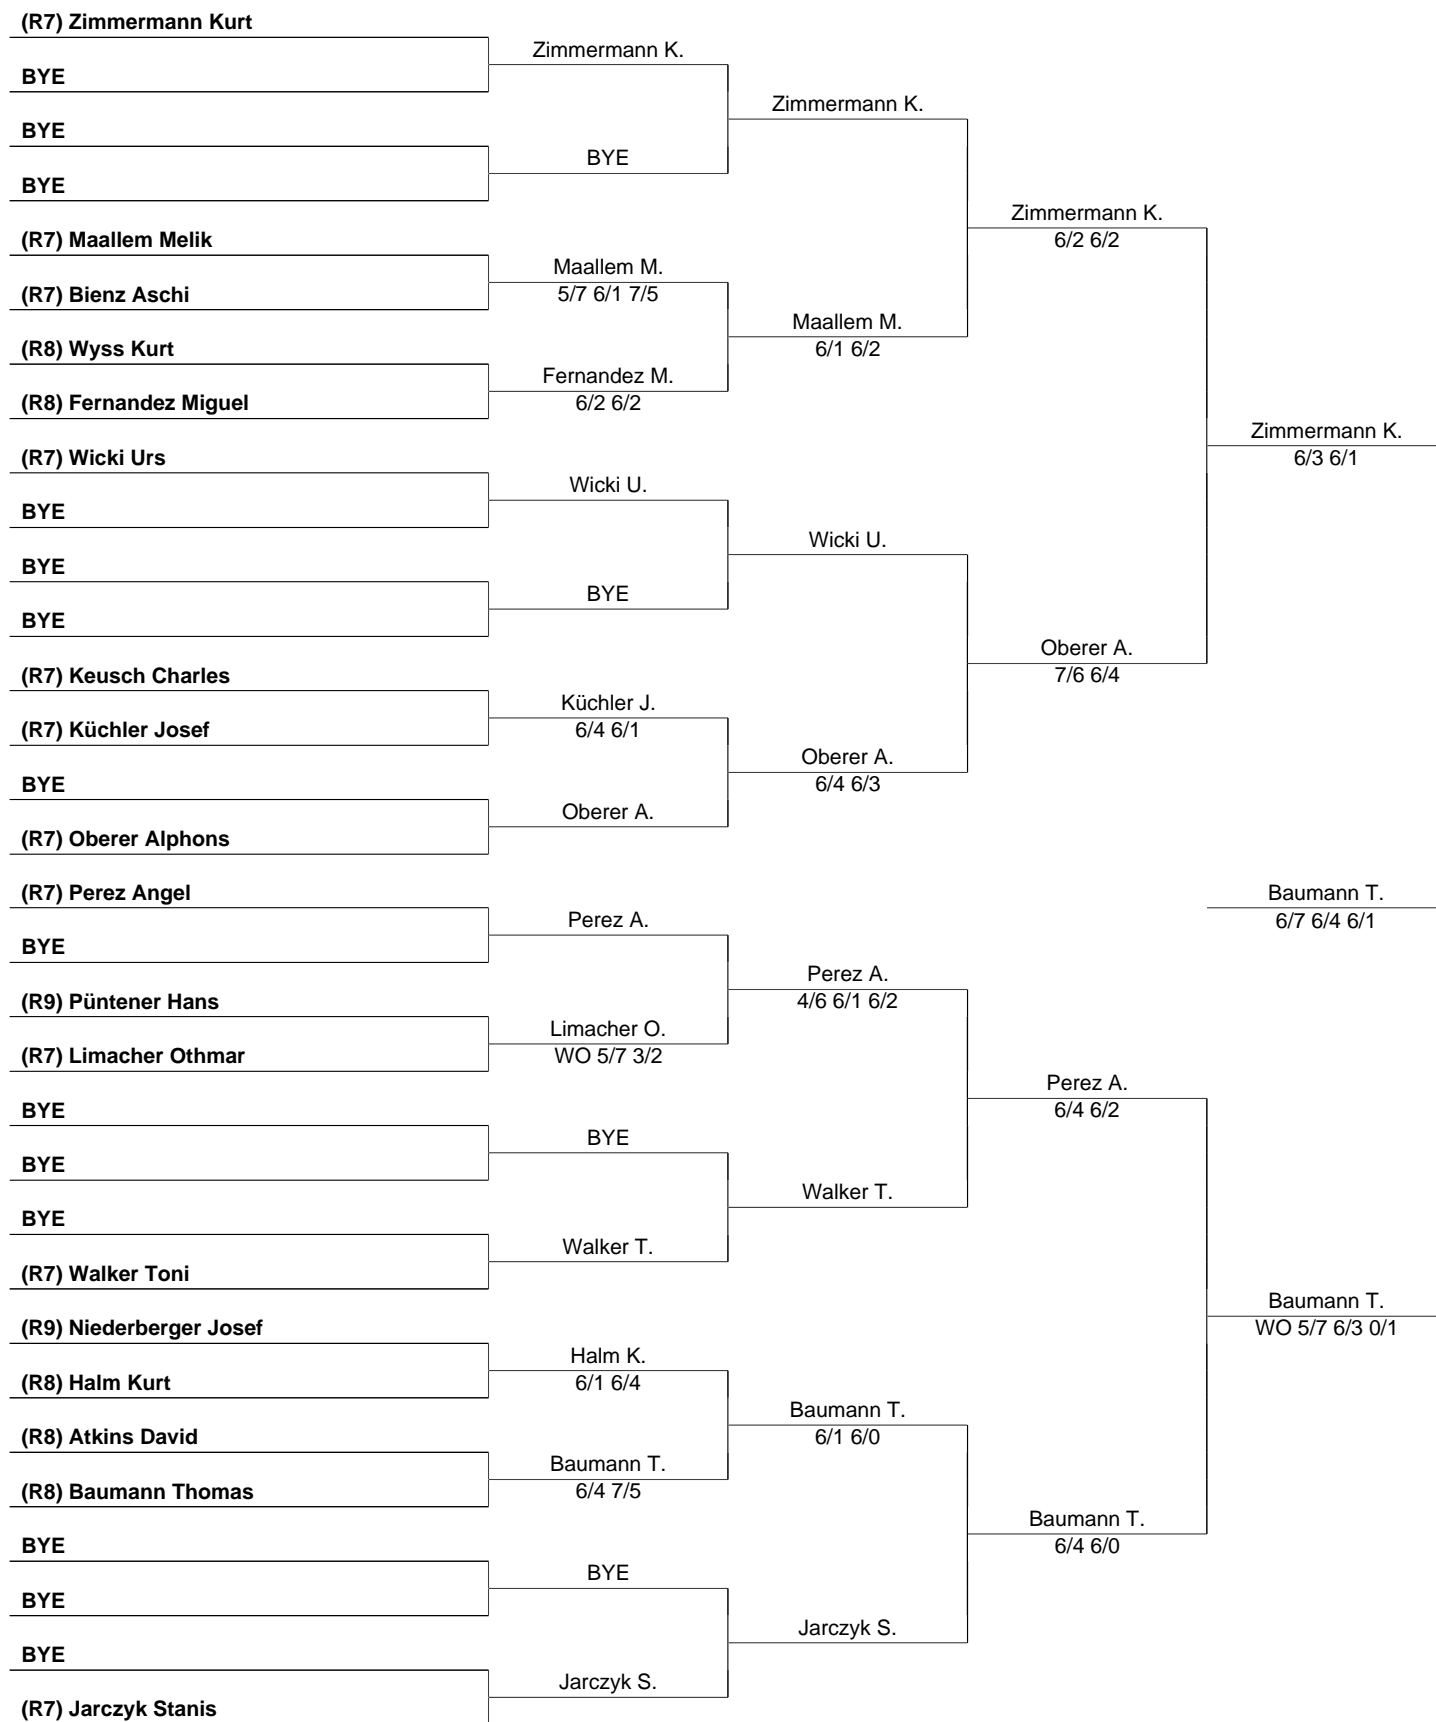 (R7) Zimmermann Kurt
Zimmermann K.
BYE
Zimmermann K.
BYE
BYE
BYE
Zimmermann K.
6/2 6/2
(R7) Maallem Melik
Maallem M.
5/7 6/1 7/5
(R7) Bienz Aschi
Maallem M.
6/1 6/2
(R8) Wyss Kurt
Fernandez M.
6/2 6/2
(R8) Fernandez Miguel
Zimmermann K.
6/3 6/1
(R7) Wicki Urs
Wicki U.
BYE
Wicki U.
BYE
BYE
BYE
Oberer A.
7/6 6/4
(R7) Keusch Charles
Küchler J.
6/4 6/1
(R7) Küchler Josef
Oberer A.
6/4 6/3
BYE
Oberer A.
(R7) Oberer Alphons
(R7) Perez Angel
Baumann T.
6/7 6/4 6/1
Perez A.
BYE
Perez A.
4/6 6/1 6/2
(R9) Püntener Hans
Limacher O.
WO 5/7 3/2
(R7) Limacher Othmar
Perez A.
6/4 6/2
BYE
BYE
BYE
Walker T.
BYE
Walker T.
(R7) Walker Toni
Baumann T.
WO 5/7 6/3 0/1
(R9) Niederberger Josef
Halm K.
6/1 6/4
(R8) Halm Kurt
Baumann T.
6/1 6/0
(R8) Atkins David
Baumann T.
6/4 7/5
(R8) Baumann Thomas
Baumann T.
6/4 6/0
BYE
BYE
BYE
Jarczyk S.
BYE
Jarczyk S.
(R7) Jarczyk Stanis